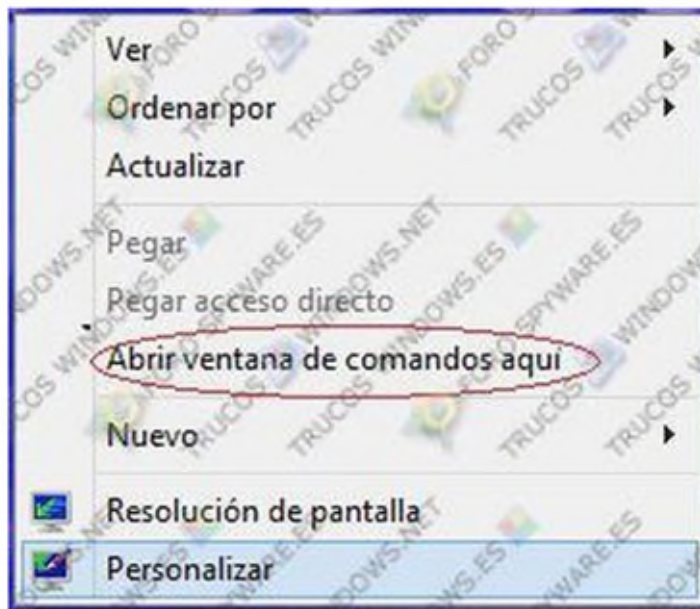 Ver
Ordenar por
Actualizar
Pegar
Pegar acceso directo
Abrir ventana de comandos aquí
Nuevo
Resolución de pantalla
Personalizar